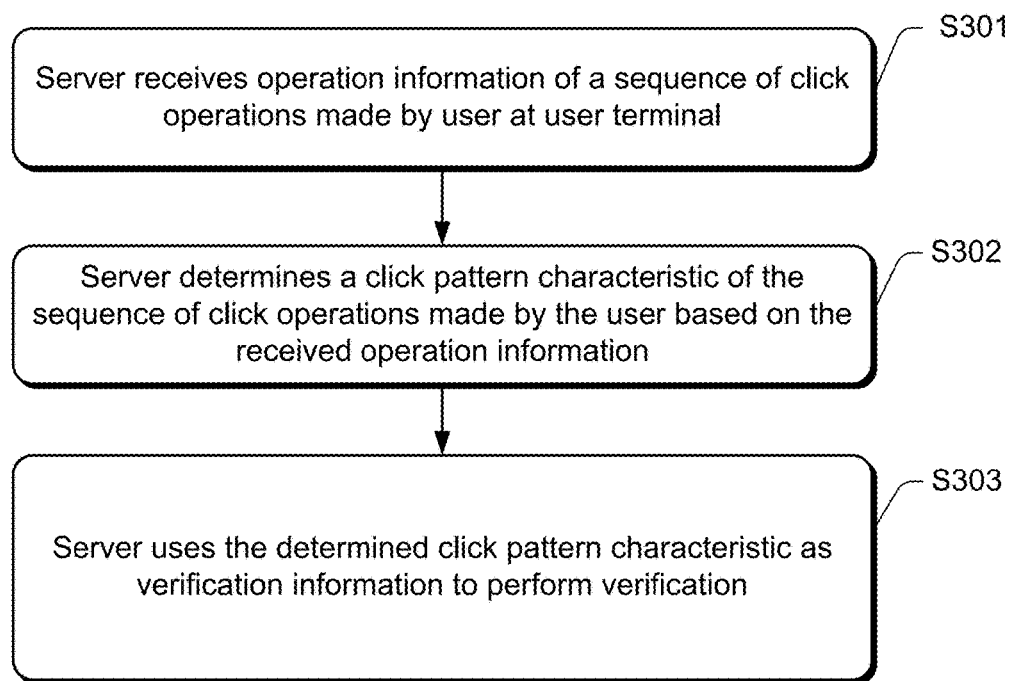 S301
Server receives operation information of a sequence of click
operations made by user at user terminal
S302
Server determines a click pattern characteristic of the
sequence of click operations made by the user based on the
received operation information
S303
Server uses the determined click pattern characteristic as
verification information to perform verification